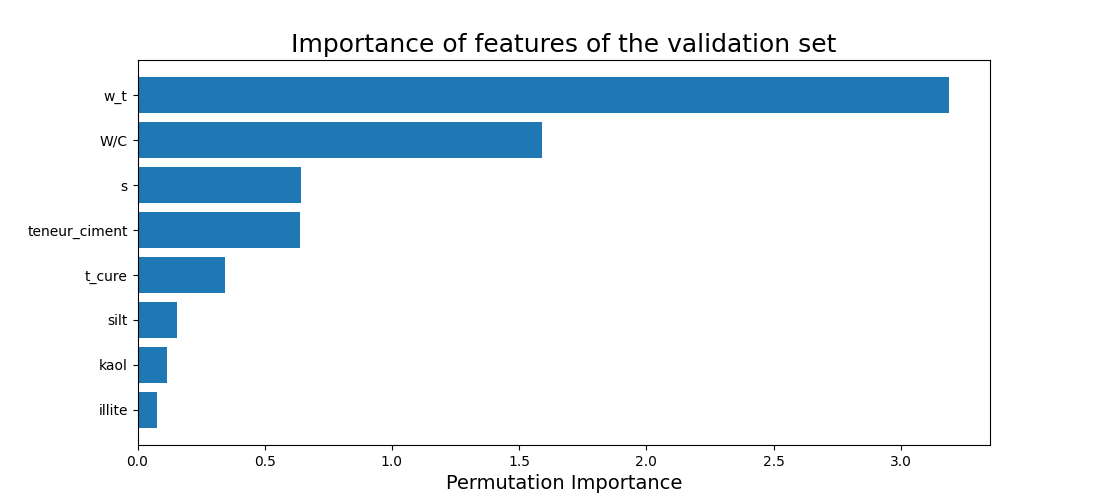 Importance of features of the validation set
w_t
W/C
s
teneur_ciment
t_cure
silt
kaol
illite
0.0 0.5 1.0 1.5 2.0 2.5 3.0
Permutation Importance